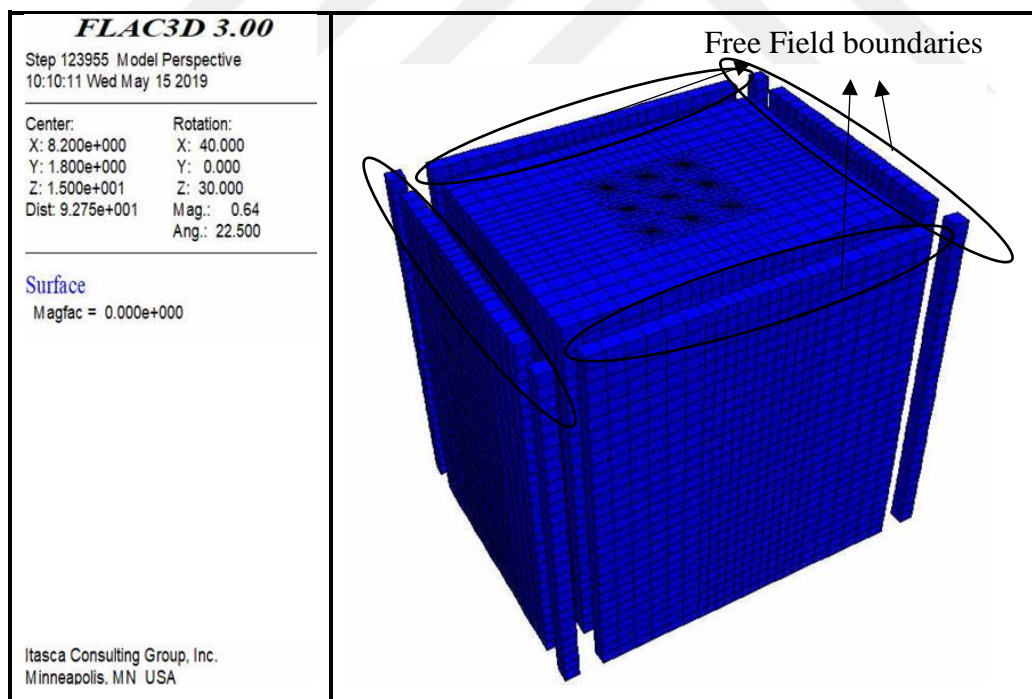 FLAC3D 3.00
Step 123955 Model Perspective
10:10:11 Wed May 15 2019
Center: Rotation:
X: 8.200e+000 X: 40.000
Y: 1.800e+000 Y: 0.000
Z: 1.500e+001 Z: 30.000
Dist: 9.275e+001 Mag.: 0.64
Ang.: 22.500
Surface
Magfac = 0.000e+000
Itasca Consulting Group, Inc.
Minneapolis, MN USA
Free Field boundaries